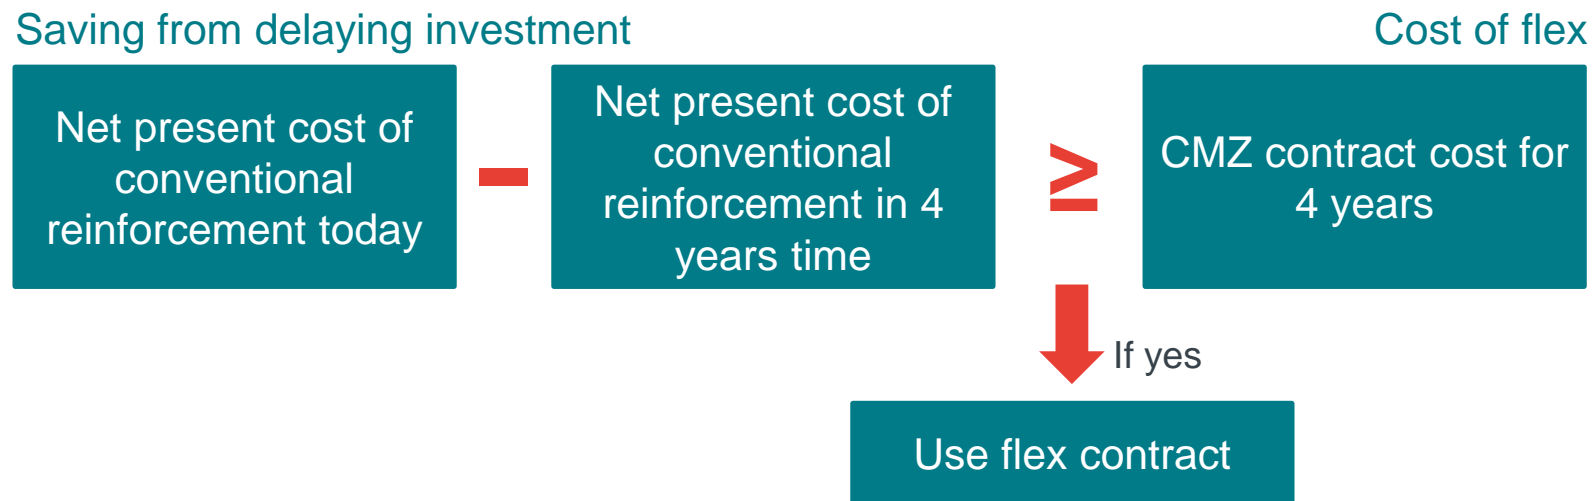 Saving from delaying investment
Cost of flex
Net present cost of
conventional
reinforcement today
−
Net present cost of
conventional
reinforcement in 4
years time
≥
CMZ contract cost for
4 years
If yes
Use flex contract